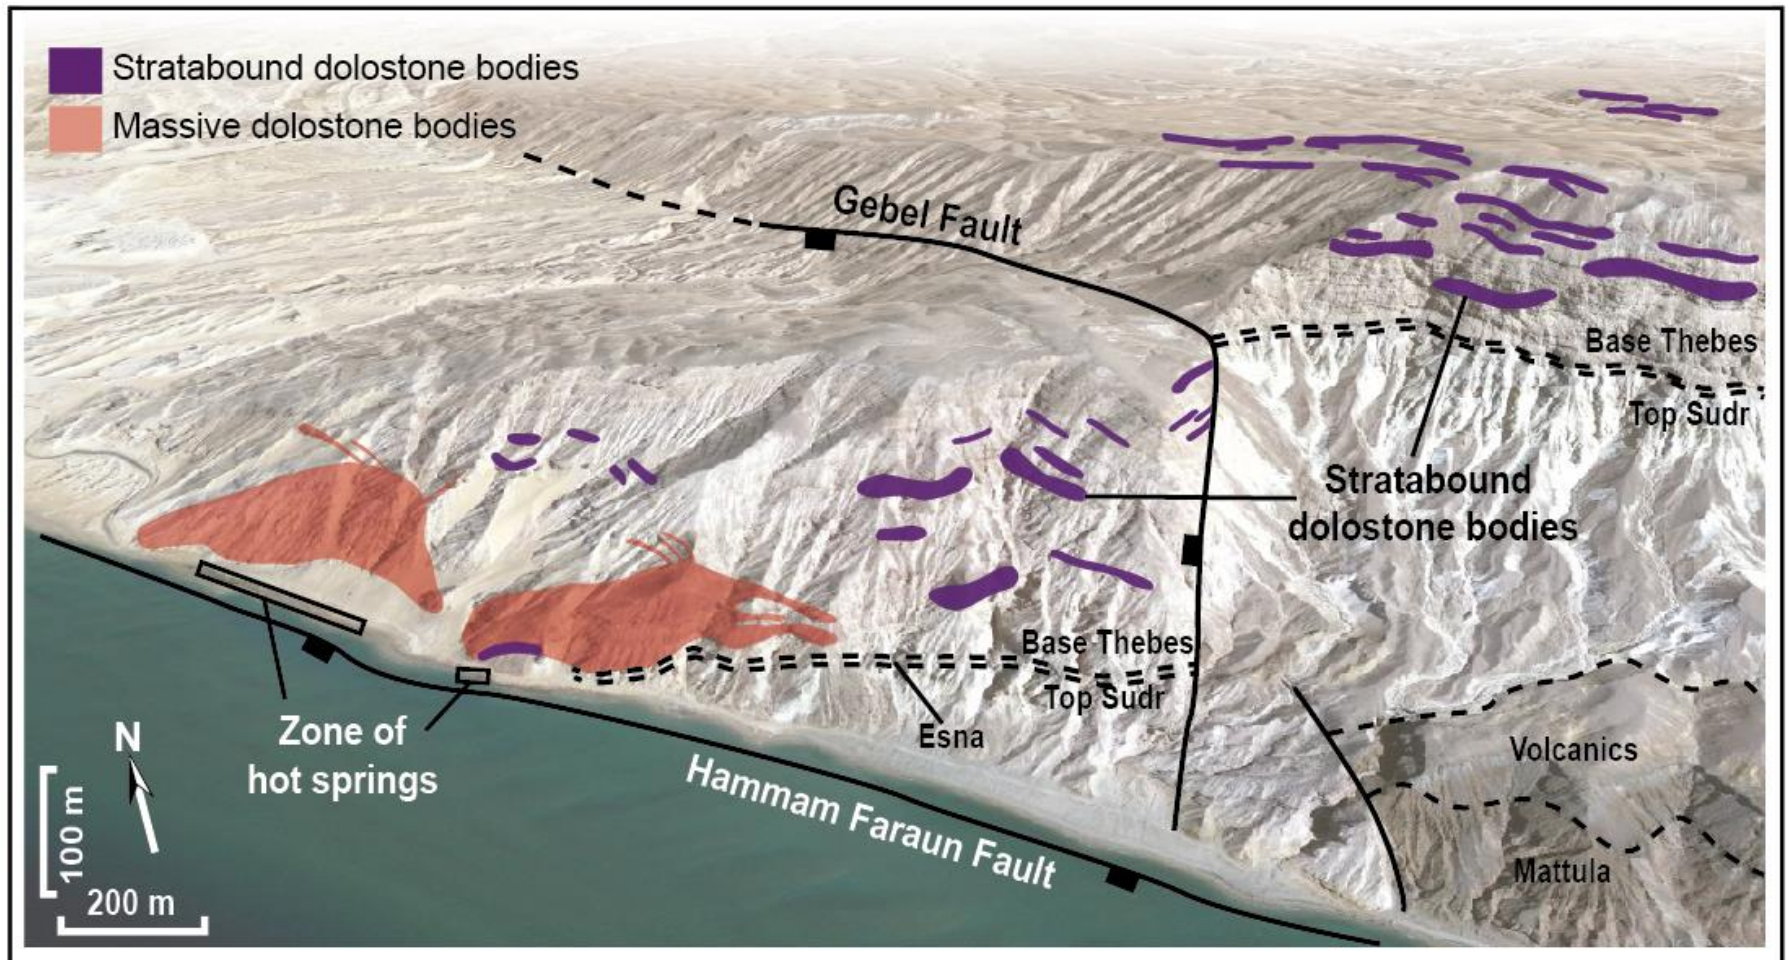 Stratabound dolostone bodies
Massive dolostone bodies
Gebel Fault
Base Thebes
Top Sudr
Stratabound
dolostone bodies
Base Thebes
Top Sudr
Esna
Zone of
hot springs
Hammam Faraun Fault
Volcanics
Mattula
N
100 m
200 m